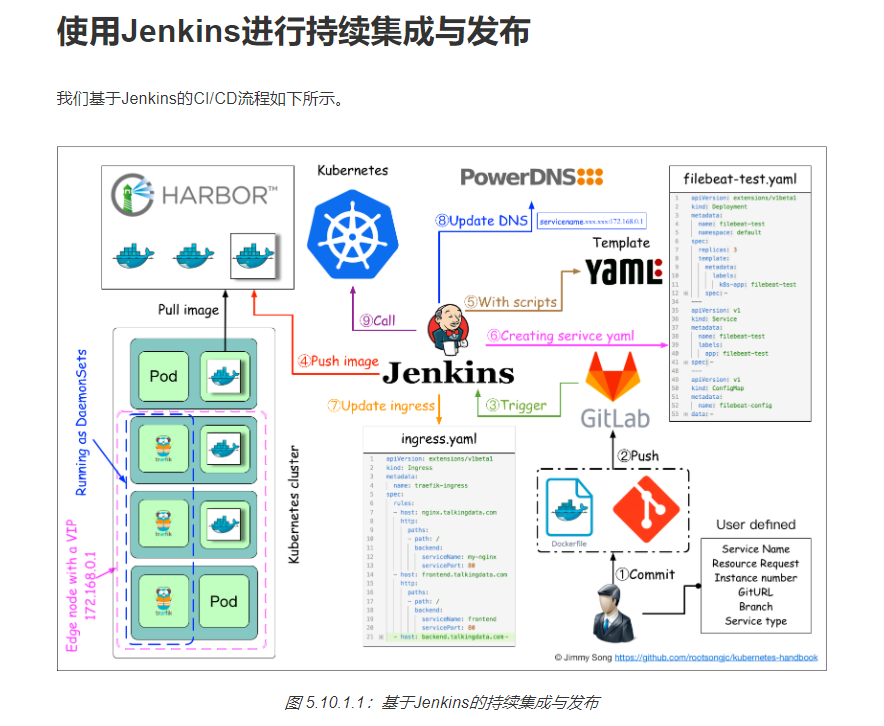 使用Jenkins进行持续集成与发布
我们基于Jenkins的CI/CD流程如下所示。
HARBOR™
Kubernetes
PowerDNS
⑧Update DNS
servicename.xxx.xxx:172.168.0.1
Template
YAML
⑤With scripts
filebeat-test.yaml
1 apiVersion: extensions/v1beta1
2 kind: Deployment
3 metadata:
4 name: filebeat-test
5 namespace: default
6 spec:
7 replicas: 3
8 template:
9 metadata:
10 labels:
11 k8s-app: filebeat-test
12 spec:
34 ---
35 apiVersion: v1
36 kind: Service
37 metadata:
38 name: filebeat-test
39 labels:
40 app: filebeat-test
41 spec:
48 ---
49 apiVersion: v1
50 kind: ConfigMap
51 metadata:
52 name: filebeat-config
53 data:
Pull image
⑨Call
⑥Creating serivce yaml
④Push image
Jenkins
⑦Update ingress
③Trigger
GitLab
②Push
Pod
traefik
traefik
traefik
Pod
Running as DaemonSets
Edge node with a VIP
172.168.0.1
Kubernetes cluster
ingress.yaml
1 apiVersion: extensions/v1beta1
2 kind: Ingress
3 metadata:
4 name: traefik-ingress
5 spec:
6 rules:
7 - host: nginx.talkingdata.com
8 http:
9 paths:
10 - path: /
11 backend:
12 serviceName: my-nginx
13 servicePort: 80
14 - host: frontend.talkingdata.com
15 http:
16 paths:
17 - path: /
18 backend:
19 serviceName: frontend
20 servicePort: 80
21 - host: backend.talkingdata.com
Dockerfile
①Commit
User defined
Service Name
Resource Request
Instance number
GitURL
Branch
Service type
© Jimmy Song https://github.com/rootsongjc/kubernetes-handbook
图 5.10.1.1：基于Jenkins的持续集成与发布